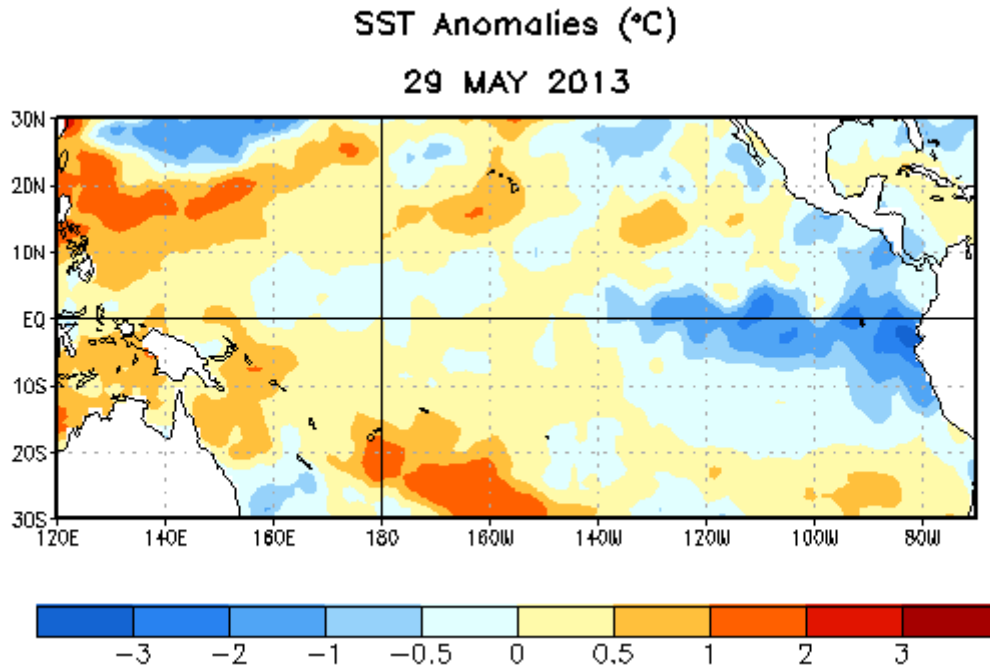 SST Anomalies (°C)
29 MAY 2013
30N
20N
10N
EQ
10S
20S
30S
120E 140E 160E 180 160W 140W 120W 100W 80W
-3 -2 -1 -0.5 0 0.5 1 2 3